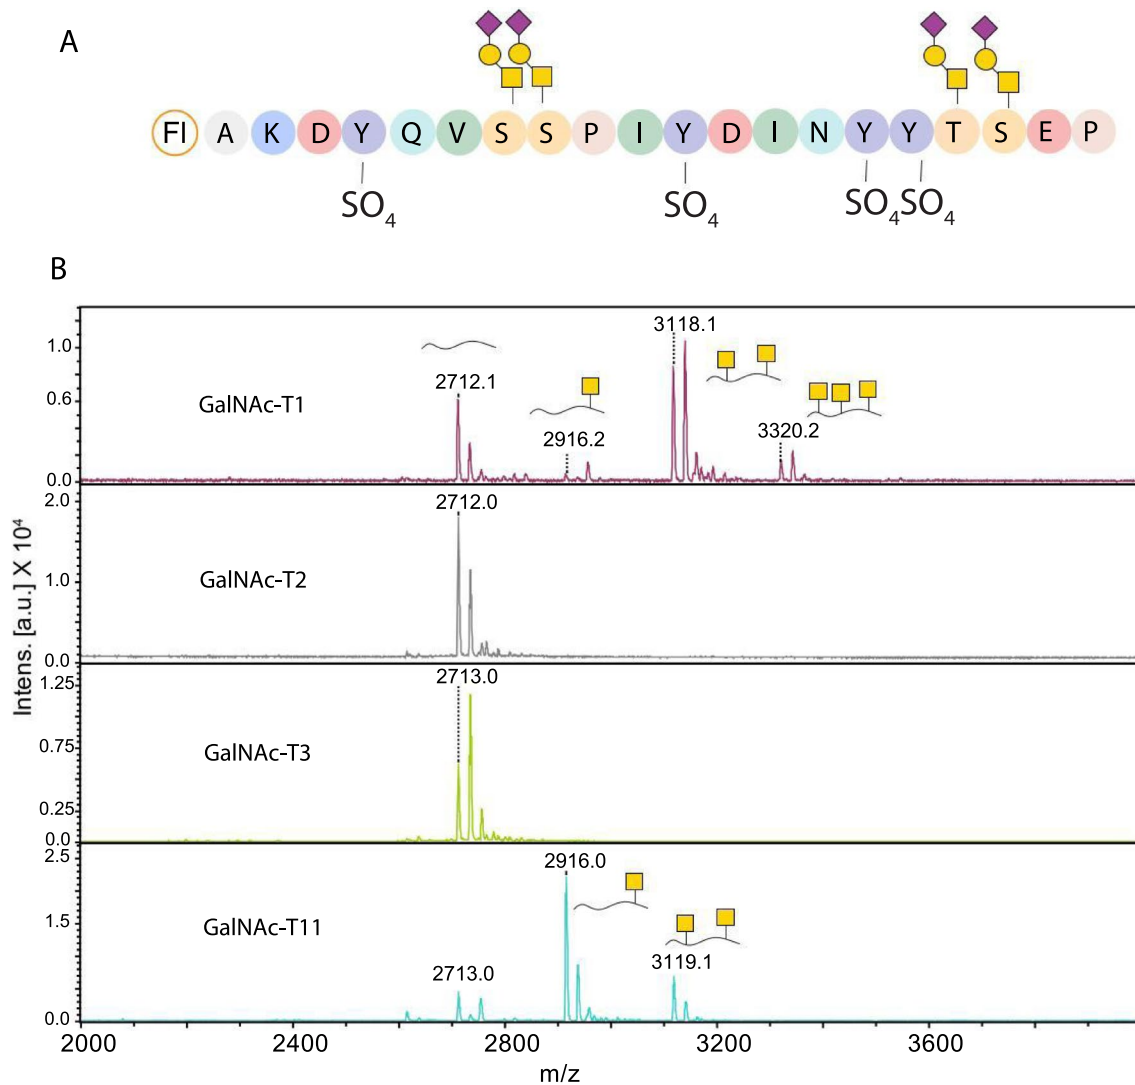 A
Fl A K D Y Q V S S P I Y D I N Y Y T S E P
SO4 SO4 SO4 SO4
B
Intens. [a.u.] X 10⁴
1.0
0.6
0.0
GalNAc-T1
2712.1
2916.2
3118.1
3320.2
2.0
1.0
0.0
GalNAc-T2
2712.0
1.25
0.75
0.25
0.0
GalNAc-T3
2713.0
2.5
1.5
0.0
GalNAc-T11
2713.0
2916.0
3119.1
2000 2400 2800 3200 3600
m/z